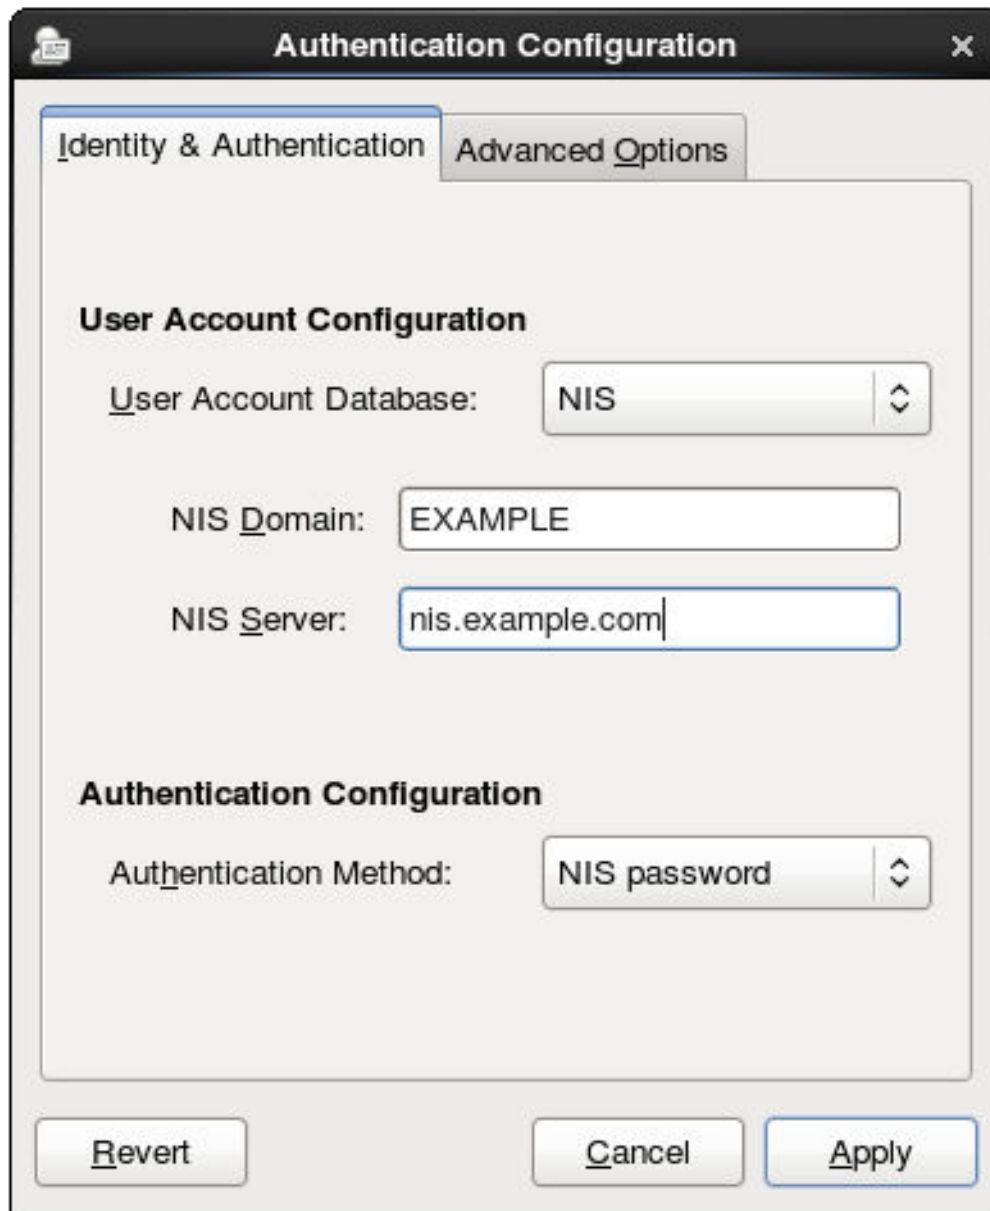 Authentication Configuration
Identity & Authentication
Advanced Options
User Account Configuration
User Account Database: NIS
NIS Domain: EXAMPLE
NIS Server: nis.example.com
Authentication Configuration
Authentication Method: NIS password
Revert Cancel Apply